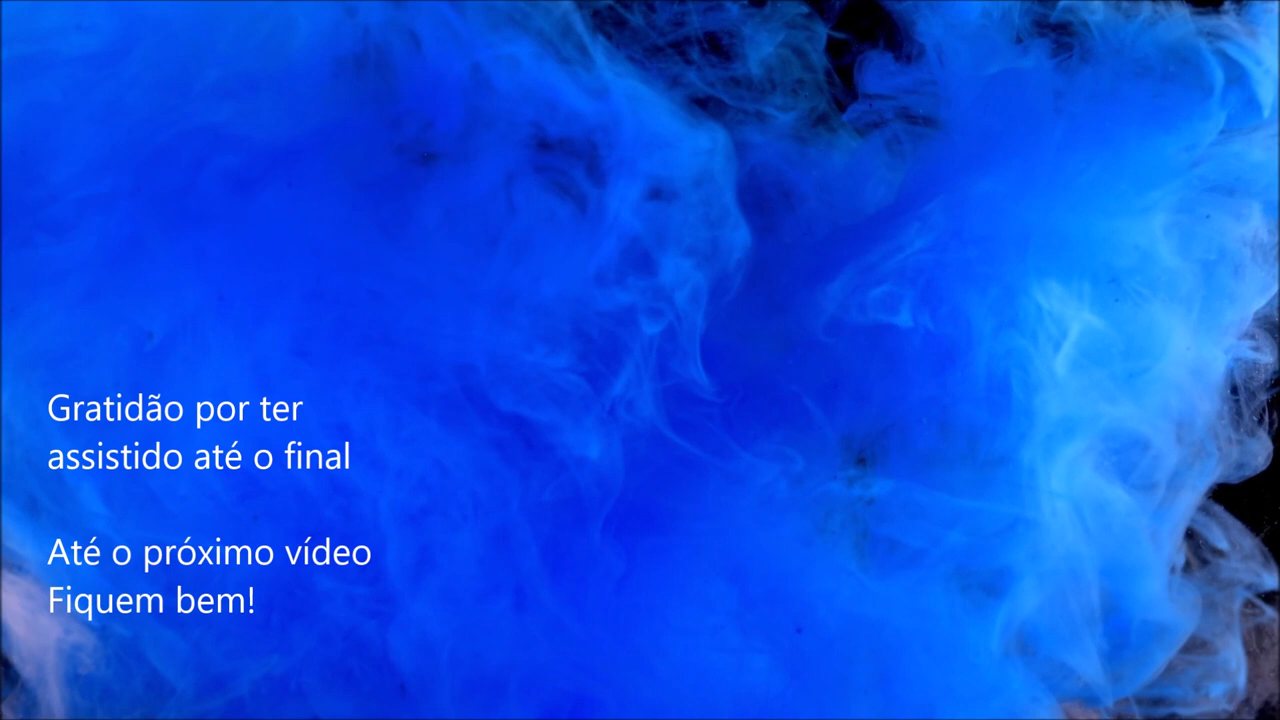 Gratidão por ter
assistido até o final
Até o próximo vídeo
Fiquem bem!